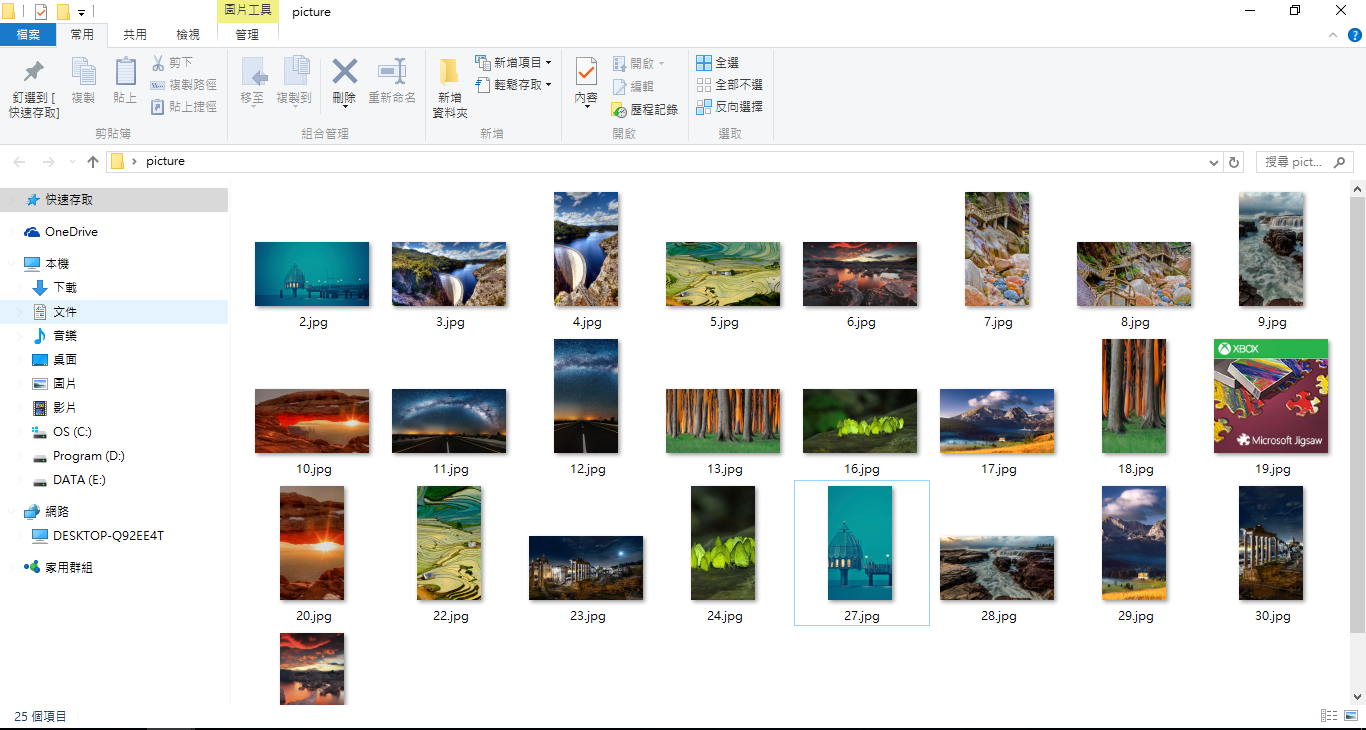 圖片工具
picture
檔案
常用
共用
檢視
管理
釘選到 [
快速存取]
複製
貼上
剪下
複製路徑
貼上捷徑
剪貼簿
移至
複製到
刪除
重新命名
組合管理
新增
資料夾
新增項目
輕鬆存取
新增
內容
開啟
編輯
歷程記錄
開啟
全選
全部不選
反向選擇
選取
picture
搜尋 pict...
快速存取
OneDrive
本機
下載
文件
音樂
桌面
圖片
影片
OS (C:)
Program (D:)
DATA (E:)
網路
DESKTOP-Q92EE4T
家用群組
2.jpg
3.jpg
4.jpg
5.jpg
6.jpg
7.jpg
8.jpg
9.jpg
XBOX
Microsoft Jigsaw
10.jpg
11.jpg
12.jpg
13.jpg
16.jpg
17.jpg
18.jpg
19.jpg
20.jpg
22.jpg
23.jpg
24.jpg
27.jpg
28.jpg
29.jpg
30.jpg
25 個項目